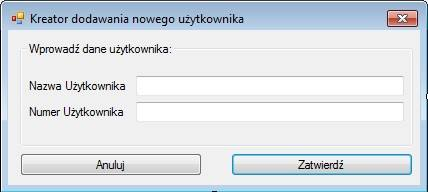 Kreator dodawania nowego użytkownika
Wprowadź dane użytkownika:
Nazwa Użytkownika
Numer Użytkownika
Anuluj
Zatwierdź